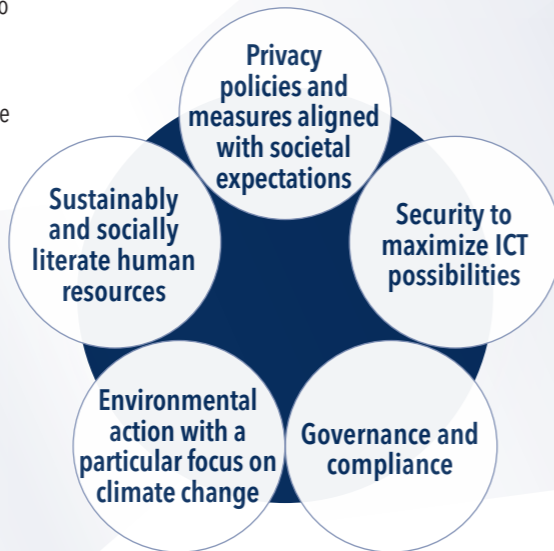 o
e
Privacy
policies and
measures aligned
with societal
expectations
Sustainably
and socially
literate human
resources
Security to
maximize ICT
possibilities
Environmental
action with a
particular focus on
climate change
Governance and
compliance